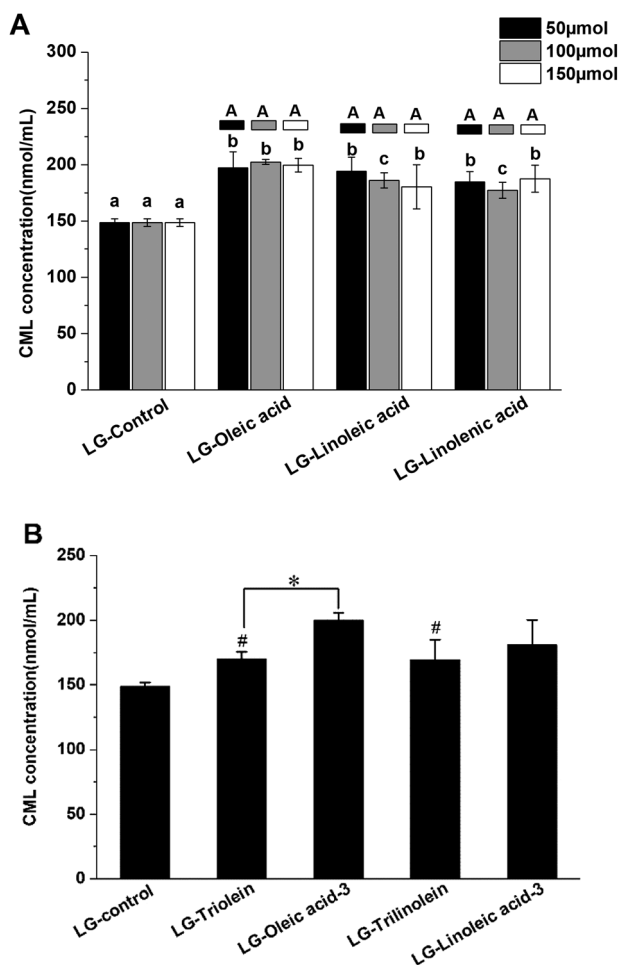 A
50μmol
100μmol
150μmol
300
250
200
150
100
50
0
CML concentration(nmol/mL)
A A A A A A A A A
b b b b c b b c b
a a a
LG-Control
LG-Oleic acid
LG-Linoleic acid
LG-Linolenic acid
B
250
200
150
100
50
0
CML concentration(nmol/mL)
*
# #
LG-control
LG-Triolein
LG-Oleic acid-3
LG-Trilinolein
LG-Linoleic acid-3